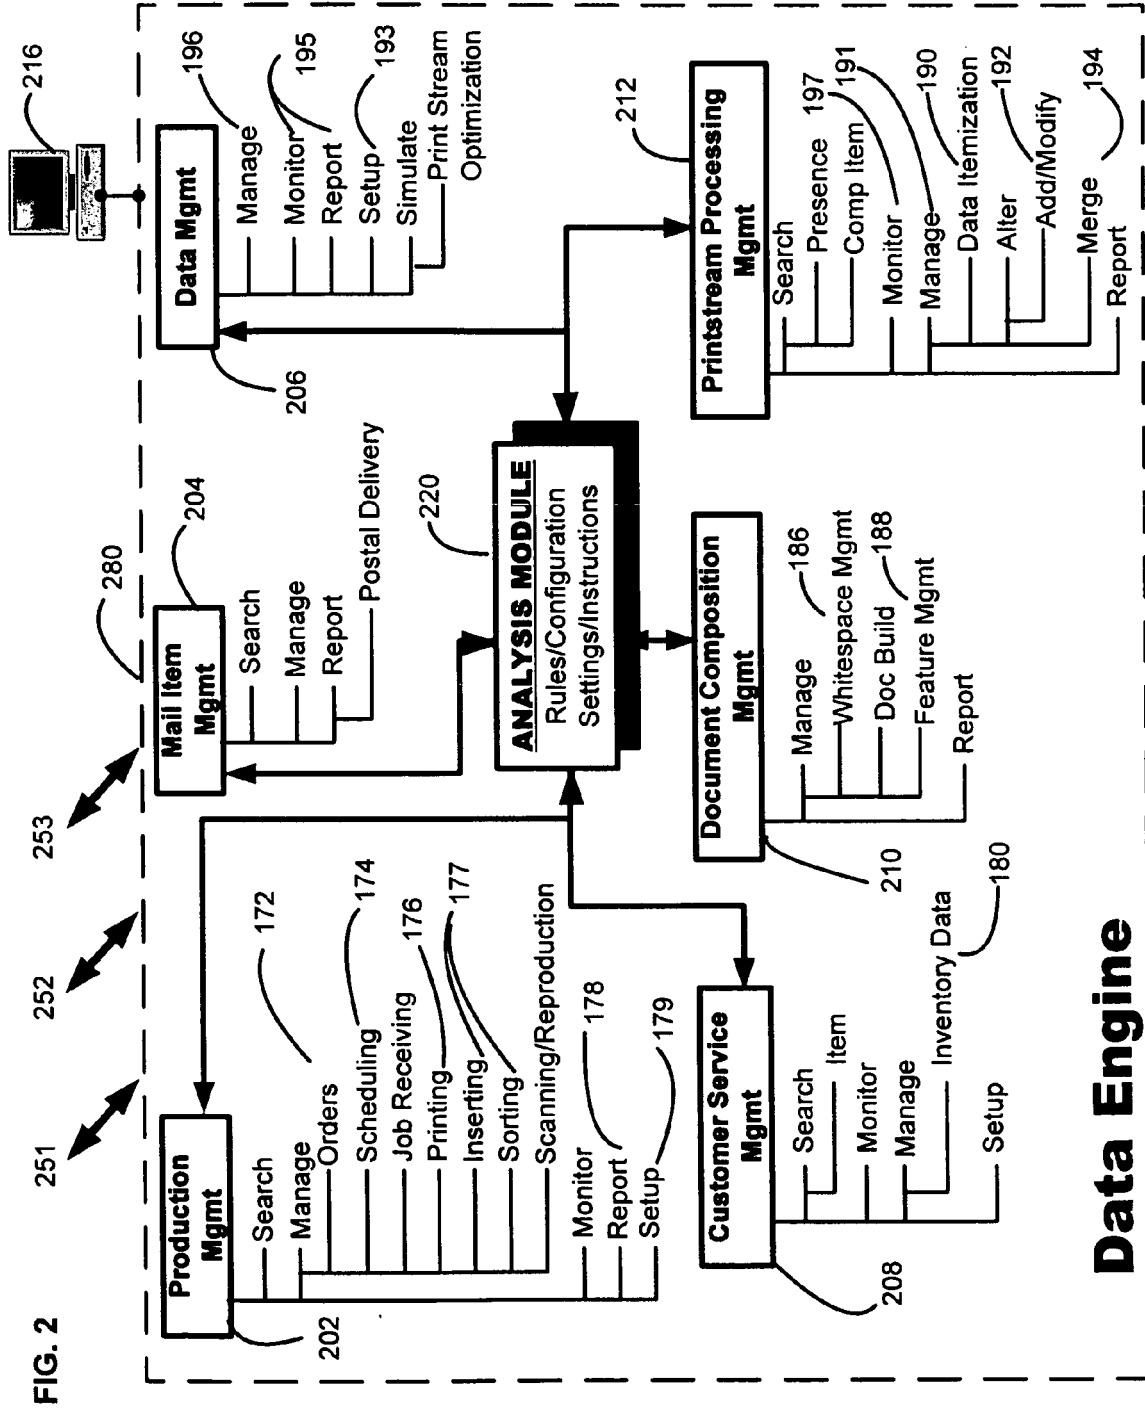 FIG. 2
251
252
253
280
216
Production
Mgmt
202
Search
Manage
Orders
172
Scheduling
174
Job Receiving
Printing
176
Inserting
177
Sorting
Scanning/Reproduction
Monitor
Report
178
Setup
179
Mail Item
Mgmt
204
Search
Manage
Report
Postal Delivery
Data Mgmt
206
Manage
196
Monitor
195
Report
Setup
193
Simulate
Print Stream
Optimization
220
ANALYSIS MODULE
Rules/Configuration
Settings/Instructions
Customer Service
Mgmt
208
Search
Item
Monitor
Manage
Inventory Data
180
Setup
Document Composition
Mgmt
210
Manage
186
Whitespace Mgmt
Doc Build
188
Feature Mgmt
Report
Printstream Processing
Mgmt
212
Search
Presence
Comp Item
197
Monitor
191
Manage
190
Data Itemization
Alter
192
Add/Modify
Merge
194
Report
Data Engine